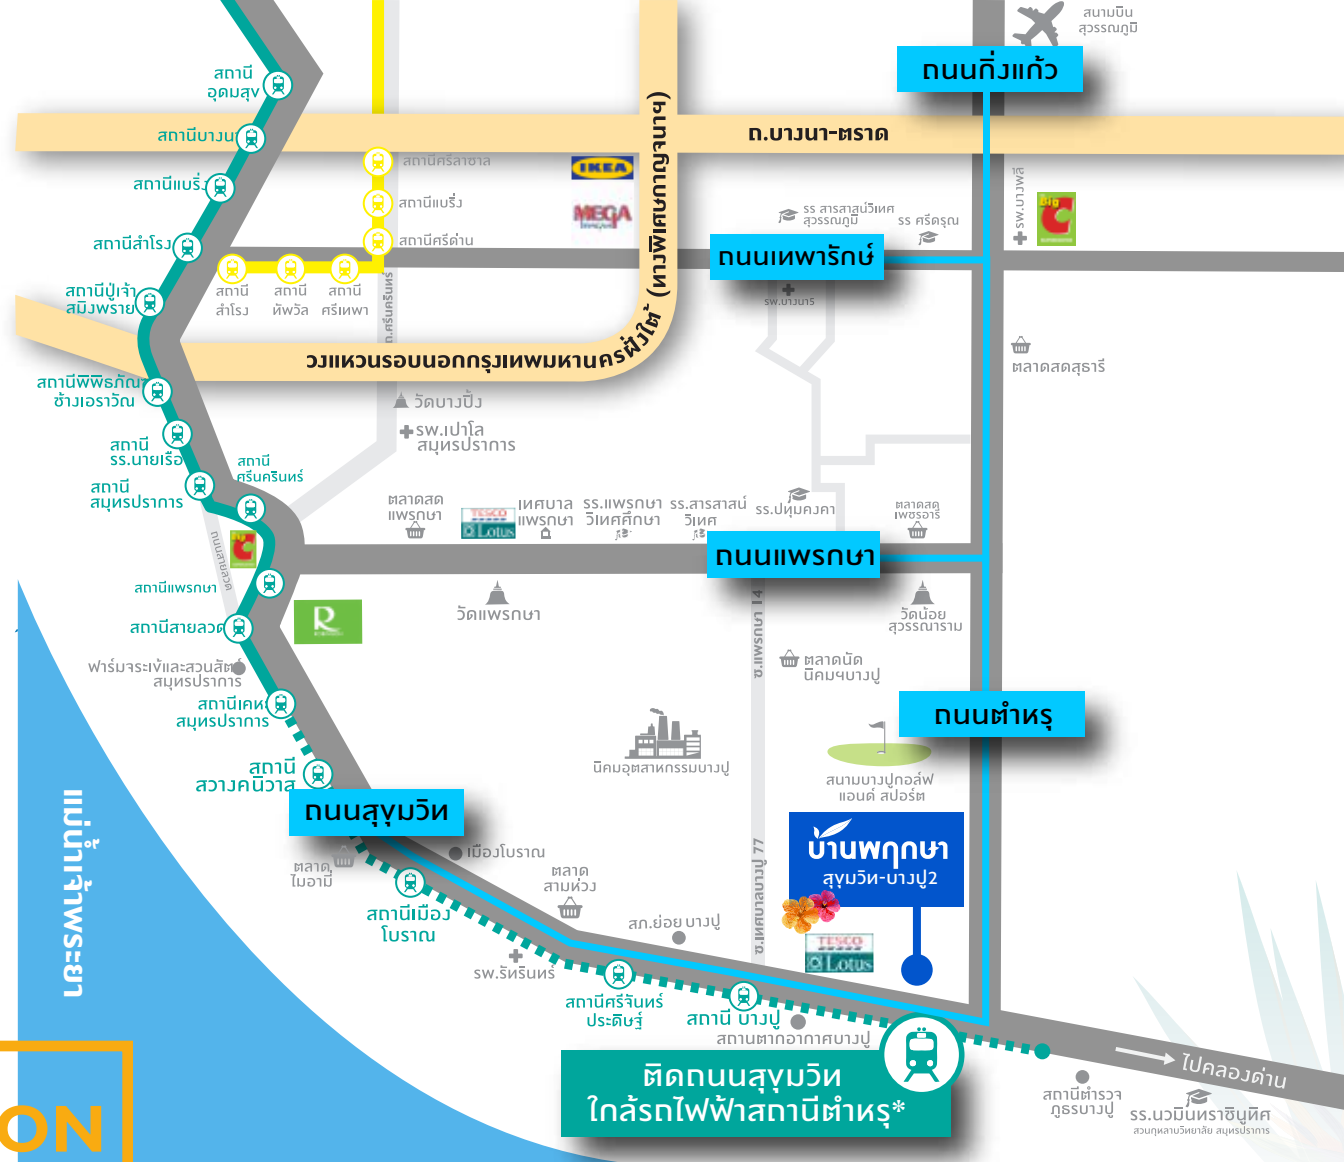 สนามบิน
สุวรรณภูมิ
ถนนกิ่งแก้ว
สถานี
อุดมสุข
สถานีบางนา
ถ.บางนา-ตราด
(ทางพิเศษกาญจนาฯ)
สถานีศรีลาซาล
IKEA
สถานีแบริ่ง
สถานีแบริ่ง
MEGA
รร สารสาสน์วิเทศ
สุวรรณภูมิ
รร ศรีดรุณ
รพ.บางพลี
Big
C
สถานีสำโรง
สถานีศรีด่าน
ถนนเทพารักษ์
สถานี
สำโรง
สถานี
ทิพวัล
สถานี
ศรีเทพา
ถ.ศรีนครินทร์
รพ.บางนา5
สถานีปู่เจ้า
สมิงพราย
วงแหวนรอบนอกกรุงเทพมหานครฝั่งใต้
ตลาดสดสุธารี
สถานีพิพิธภัณฑ์
ช้างเอราวัณ
วัดบางปิ้ง
รพ.เปาโล
สมุทรปราการ
สถานี
รร.นายเรือ
สถานี
ศรีนครินทร์
สถานี
สมุทรปราการ
ตลาดสด
แพรกษา
TESCO
Lotus
เทศบาล
แพรกษา
รร.แพรกษา
วิเทศศึกษา
รร.สารสาสน์
วิเทศ
รร.ปทุมคงคา
ตลาดสด
เพชรอารี
ถนนสายลวด
C
ถนนแพรกษา
สถานีแพรกษา
วัดแพรกษา
ซ.แพรกษา 14
วัดน้อย
สุวรรณาราม
R
สถานีสายลวด
ฟาร์มจระเข้และสวนสัตว์
สมุทรปราการ
ตลาดนัด
นิคมฯบางปู
สถานีเคหะ
สมุทรปราการ
ถนนตำหรุ
นิคมอุตสาหกรรมบางปู
สนามบางปูกอล์ฟ
แอนด์ สปอร์ต
สถานี
สวางคนิวาส
ถนนสุขุมวิท
แม่น้ำเจ้าพระยา
บ้านพฤกษา
สุขุมวิท-บางปู2
เมืองโบราณ
ตลาด
ไมอามี่
ตลาด
สามห่วง
ซ.เทศบาลบางปู 77
สถานีเมือง
โบราณ
สภ.ย่อย บางปู
TESCO
Lotus
รพ.รัทรินทร์
สถานีศรีจันทร์
ประดิษฐ์
สถานี บางปู
สถานตากอากาศบางปู
ติดถนนสุขุมวิท
ใกล้รถไฟฟ้าสถานีตำหรุ*
ไปคลองด่าน
สถานีตำรวจ
ภูธรบางปู
รร.นวมินทราชินูทิศ
สวนกุหลาบวิทยาลัย สมุทรปราการ
ON